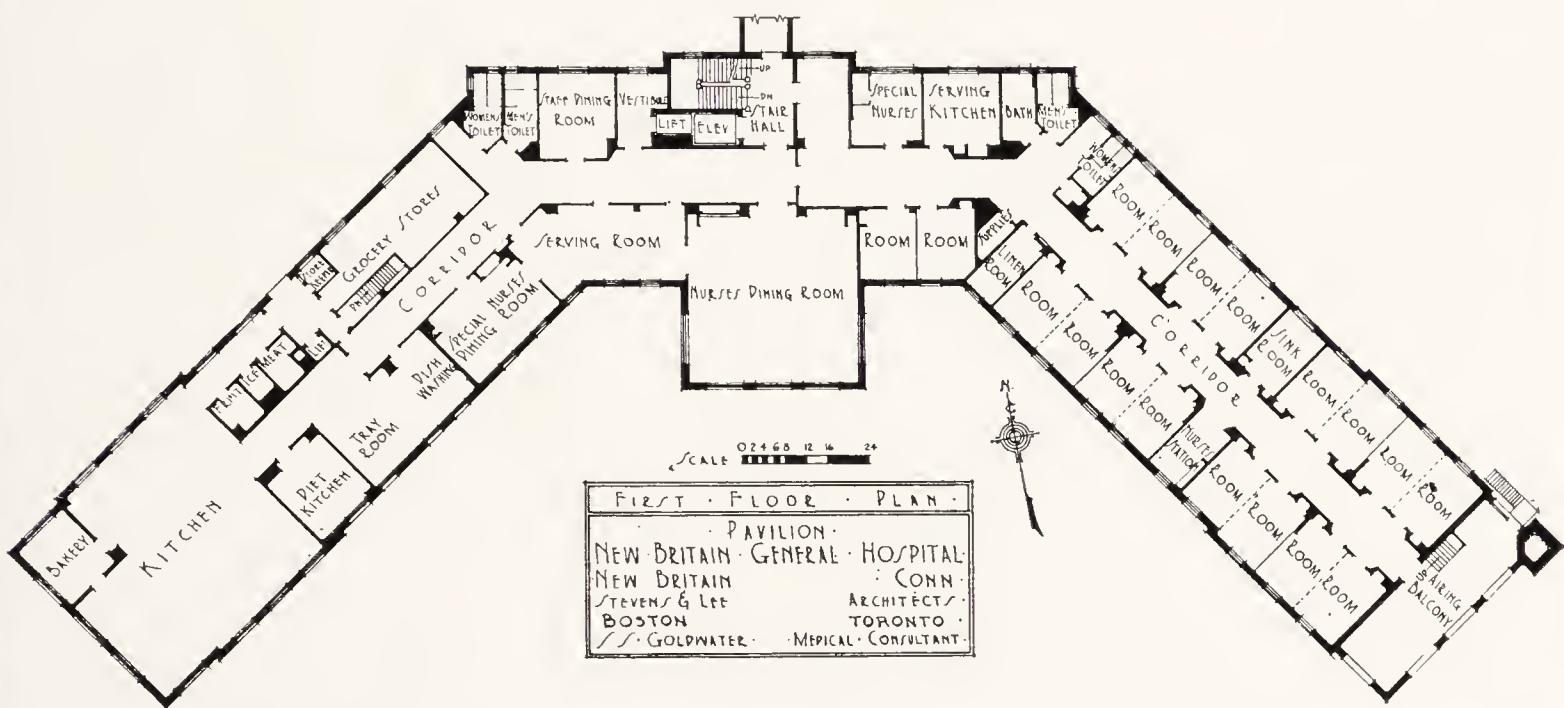 UP
DN
STAIR
HALL
WOMEN'S
TOILET
MEN'S
TOILET
STAFF DINING
ROOM
VESTIBULE
LIFT
ELEV
SPECIAL
NURSES
SERVING
KITCHEN
BATH
MEN'S
TOILET
WOMEN'S
TOILET
GROCERY STORES
CORRIDOR
DN
LIFT
MEAT
ICE
SERVING ROOM
SPECIAL NURSES
DINING ROOM
DISH
WASHING
TRAY
ROOM
DIET
KITCHEN
KITCHEN
BAKERY
NURSES DINING ROOM
ROOM
ROOM
SUPPLIES
LINEN
ROOM
ROOM
ROOM
ROOM
ROOM
NURSES
STATION
ROOM
ROOM
ROOM
ROOM
CORRIDOR
ROOM
ROOM
ROOM
ROOM
SINK
ROOM
ROOM
ROOM
ROOM
ROOM
UP
AIRING
BALCONY
N.
SCALE 0 2 4 6 8 12 16 24
FIRST · FLOOR · PLAN ·
· PAVILION ·
NEW · BRITAIN · GENERAL · HOSPITAL ·
NEW BRITAIN : CONN ·
STEVENS & LEE ARCHITECTS ·
BOSTON TORONTO ·
S S · GOLDWATER · · MEDICAL · CONSULTANT ·